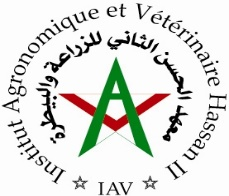 Institut Agronomique et Vétérinaire Hassan II
معهد الحسن الثاني للزراعة والبيطرة
IAV